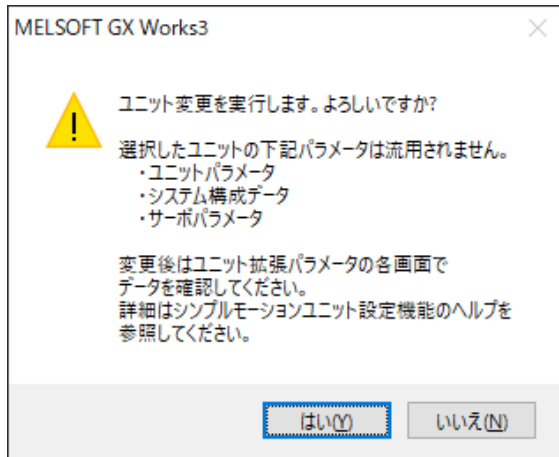 MELSOFT GX Works3
ユニット変更を実行します。よろしいですか?
選択したユニットの下記パラメータは流用されません。
・ユニットパラメータ
・システム構成データ
・サーボパラメータ
変更後はユニット拡張パラメータの各画面で
データを確認してください。
詳細はシンプルモーションユニット設定機能のヘルプを
参照してください。
はい(Y)
いいえ(N)